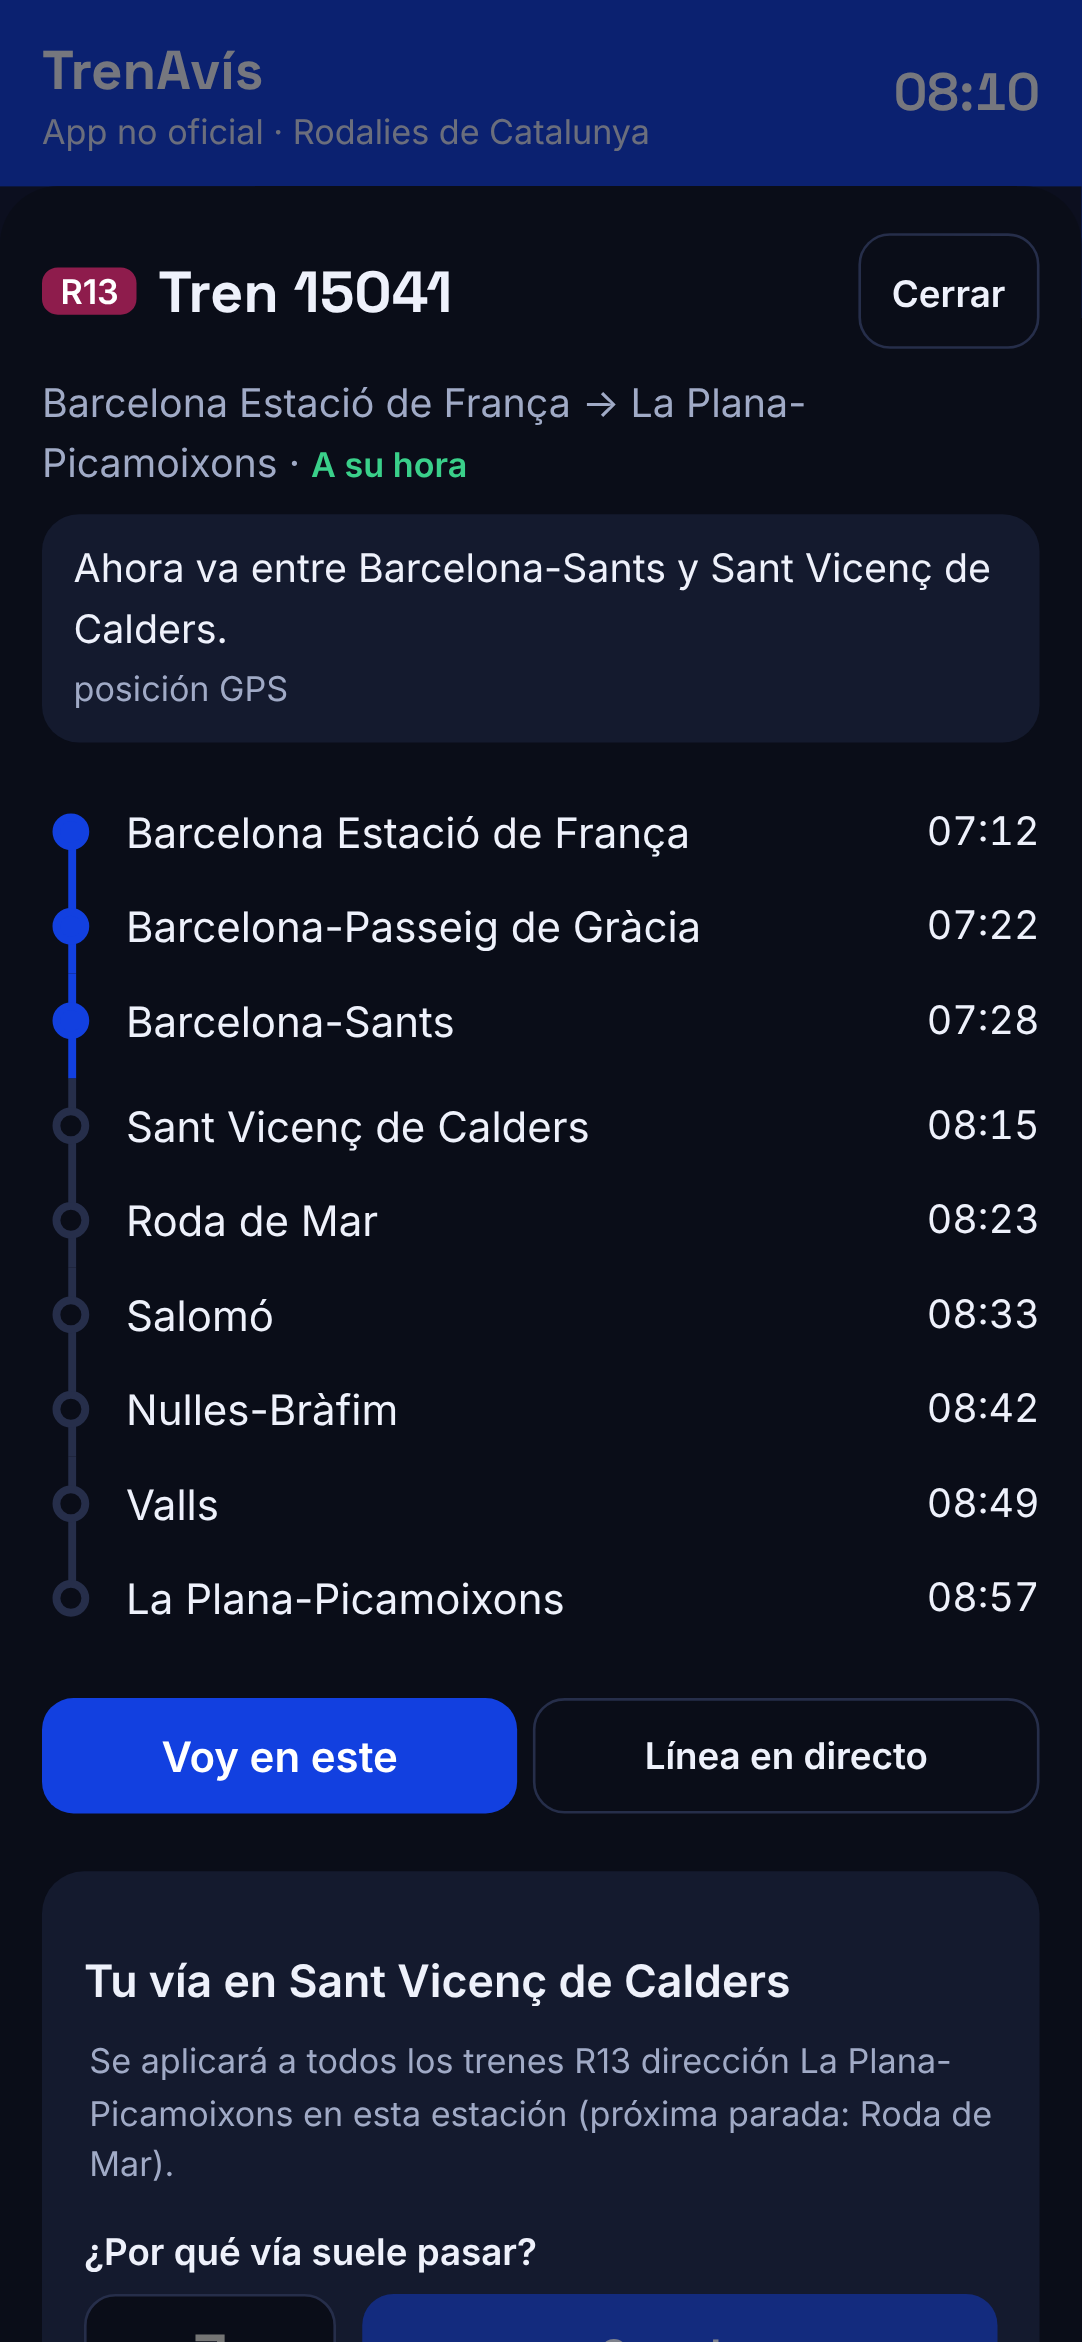 TrenAvís
App no oficial · Rodalies de Catalunya
08:10
R13 Tren 15041
Cerrar
Barcelona Estació de França → La Plana-
Picamoixons · A su hora
Ahora va entre Barcelona-Sants y Sant Vicenç de
Calders.
posición GPS
Barcelona Estació de França 07:12
Barcelona-Passeig de Gràcia 07:22
Barcelona-Sants 07:28
Sant Vicenç de Calders 08:15
Roda de Mar 08:23
Salomó 08:33
Nulles-Bràfim 08:42
Valls 08:49
La Plana-Picamoixons 08:57
Voy en este
Línea en directo
Tu vía en Sant Vicenç de Calders
Se aplicará a todos los trenes R13 dirección La Plana-
Picamoixons en esta estación (próxima parada: Roda de
Mar).
¿Por qué vía suele pasar?